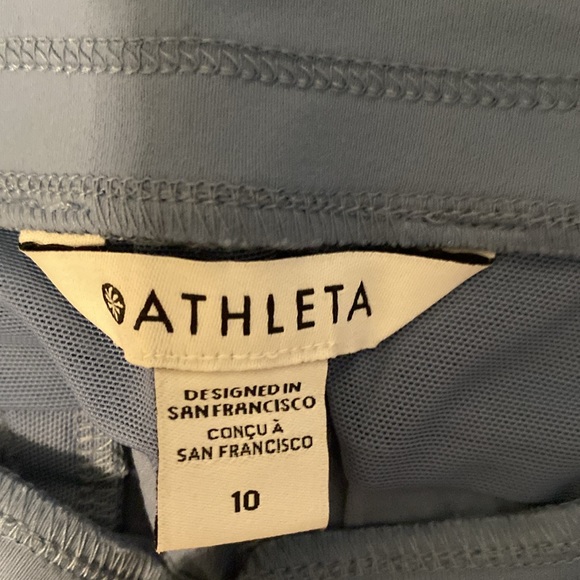 ATHLETA
DESIGNED IN
SAN FRANCISCO
CONÇU À
SAN FRANCISCO
10